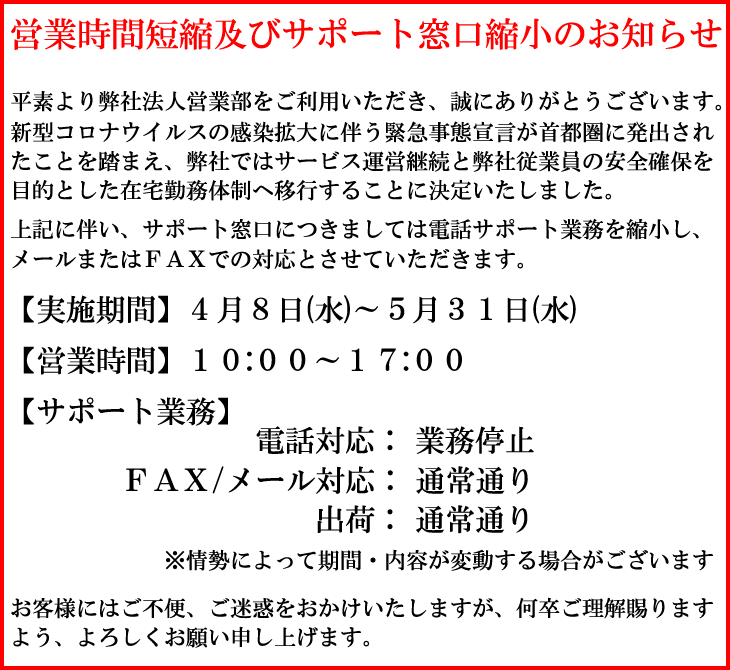 営業時間短縮及びサポート窓口縮小のお知らせ
平素より弊社法人営業部をご利用いただき、誠にありがとうございます。
新型コロナウイルスの感染拡大に伴う緊急事態宣言が首都圏に発出され
たことを踏まえ、弊社ではサービス運営継続と弊社従業員の安全確保を
目的とした在宅勤務体制へ移行することに決定いたしました。
上記に伴い、サポート窓口につきましては電話サポート業務を縮小し、
メールまたはＦＡＸでの対応とさせていただきます。
【実施期間】４月８日(水)～５月３１日(水)
【営業時間】１０:００～１７:００
【サポート業務】
電話対応： 業務停止
ＦＡＸ/メール対応： 通常通り
出荷： 通常通り
※情勢によって期間・内容が変動する場合がございます
お客様にはご不便、ご迷惑をおかけいたしますが、何卒ご理解賜ります
よう、よろしくお願い申し上げます。